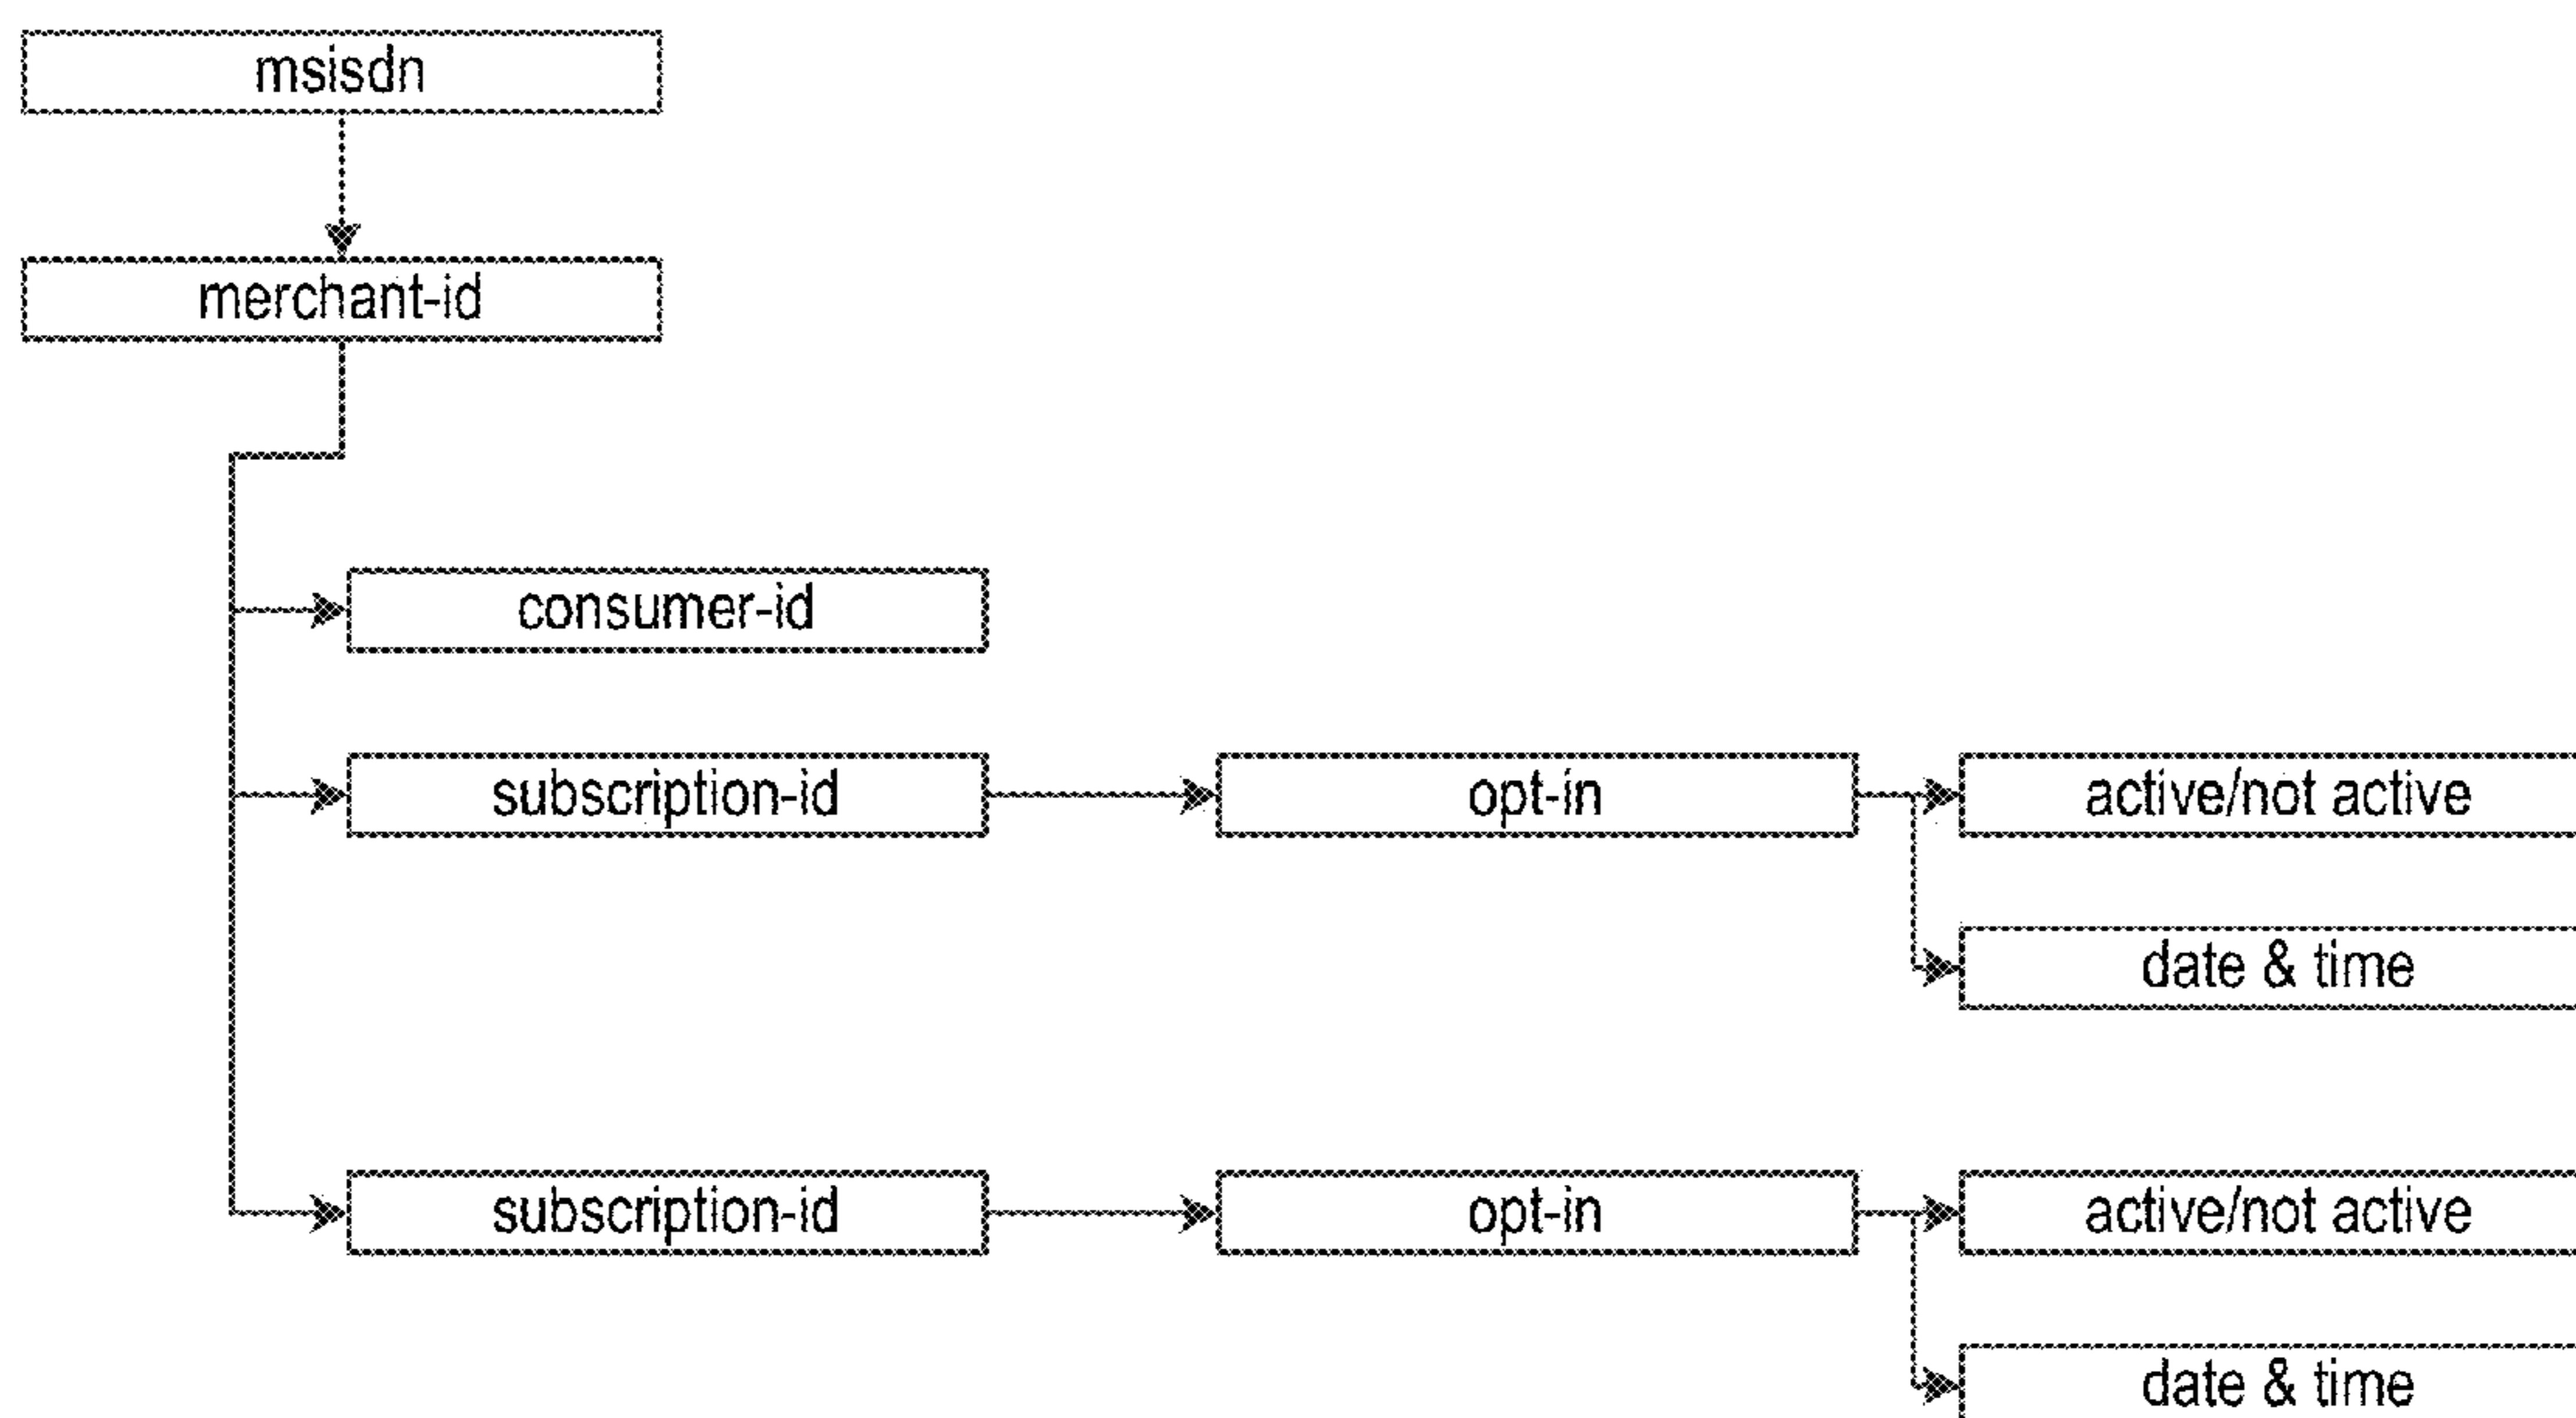 msisdn
merchant-id
consumer-id
subscription-id
opt-in
active/not active
date & time
subscription-id
opt-in
active/not active
date & time